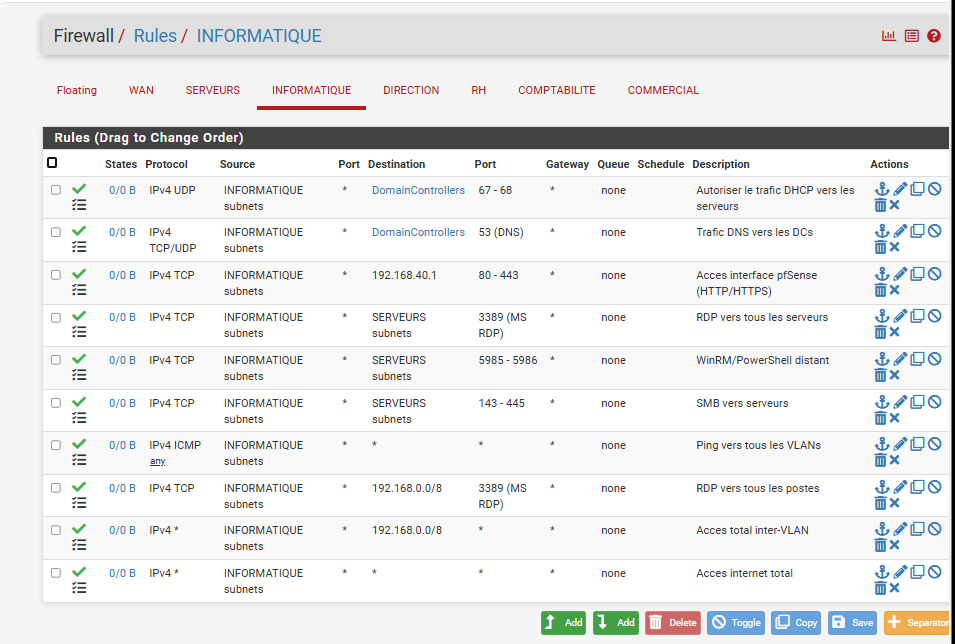 Firewall / Rules / INFORMATIQUE
Floating WAN SERVEURS INFORMATIQUE DIRECTION RH COMPTABILITE COMMERCIAL
Rules (Drag to Change Order)
States Protocol Source Port Destination Port Gateway Queue Schedule Description Actions
0/0 B IPv4 UDP INFORMATIQUE * DomainControllers 67 - 68 * none Autoriser le trafic DHCP vers les
subnets serveurs
0/0 B IPv4 INFORMATIQUE * DomainControllers 53 (DNS) * none Trafic DNS vers les DCs
TCP/UDP subnets
0/0 B IPv4 TCP INFORMATIQUE * 192.168.40.1 80 - 443 * none Acces interface pfSense
subnets (HTTP/HTTPS)
0/0 B IPv4 TCP INFORMATIQUE * SERVEURS 3389 (MS * none RDP vers tous les serveurs
subnets subnets RDP)
0/0 B IPv4 TCP INFORMATIQUE * SERVEURS 5985 - 5986 * none WinRM/PowerShell distant
subnets subnets
0/0 B IPv4 TCP INFORMATIQUE * SERVEURS 143 - 445 * none SMB vers serveurs
subnets subnets
0/0 B IPv4 ICMP INFORMATIQUE * * * * none Ping vers tous les VLANs
any subnets
0/0 B IPv4 TCP INFORMATIQUE * 192.168.0.0/8 3389 (MS * none RDP vers tous les postes
subnets RDP)
0/0 B IPv4 * INFORMATIQUE * 192.168.0.0/8 * * none Acces total inter-VLAN
subnets
0/0 B IPv4 * INFORMATIQUE * * * * none Acces internet total
subnets
Add Add Delete Toggle Copy Save Separator